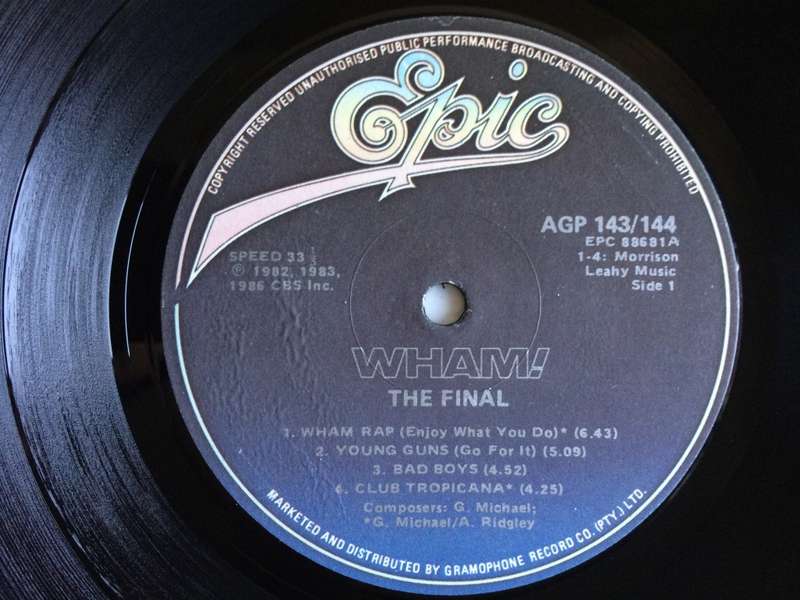 COPYRIGHT RESERVED UNAUTHORISED PUBLIC PERFORMANCE BROADCASTING AND COPYING PROHIBITED
Epic
AGP 143/144
EPC 88681A
1-4: Morrison
Leahy Music
Side 1
SPEED 33 ⅓
℗ 1982, 1983,
1986 CBS Inc.
WHAM!
THE FINAL
1. WHAM RAP (Enjoy What You Do)* (6.43)
2. YOUNG GUNS (Go For It) (5.09)
3. BAD BOYS (4.52)
4. CLUB TROPICANA* (4.25)
Composers: G. Michael;
*G. Michael/A. Ridgley
MARKETED AND DISTRIBUTED BY GRAMOPHONE RECORD CO. (PTY.) LTD.